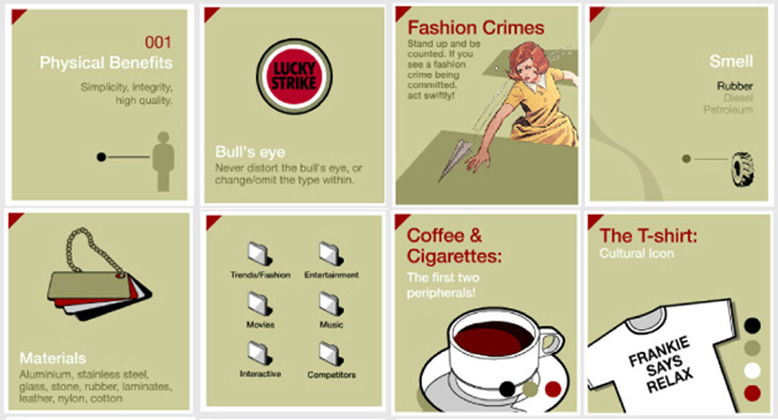 001
Physical Benefits
Simplicity, integrity,
high quality.
LUCKY
STRIKE
Bull's eye
Never distort the bull's eye, or
change/omit the type within.
Fashion Crimes
Stand up and be
counted. If you
see a fashion
crime being
committed,
act swiftly!
Smell
Rubber
Diesel
Petroleum
Materials
Aluminium, stainless steel,
glass, stone, rubber, laminates,
leather, nylon, cotton
Trends/Fashion
Entertainment
Movies
Music
Interactive
Competitors
Coffee &
Cigarettes:
The first two
peripherals!
The T-shirt:
Cultural Icon
FRANKIE
SAYS
RELAX